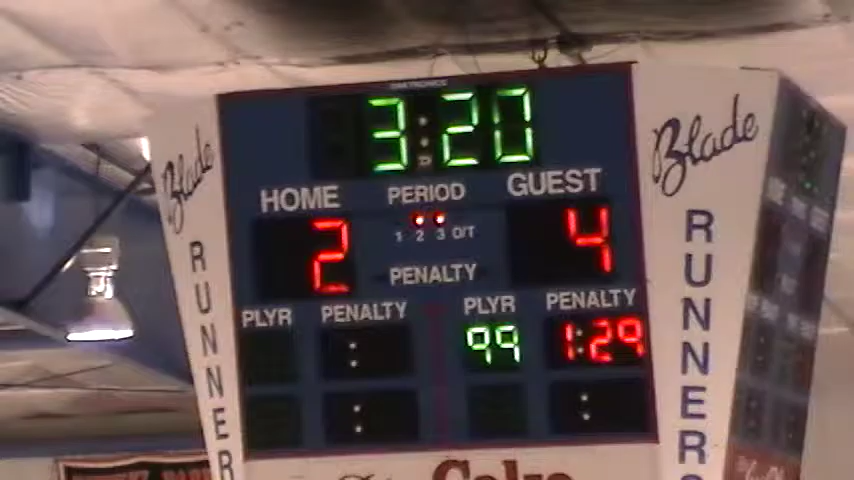 3:20
HOME PERIOD GUEST
2 1 2 3 O/T 4
PENALTY
PLYR PENALTY PLYR PENALTY
: 99 1:29
: :
Blade
RUNNER
Blade
RUNNERS